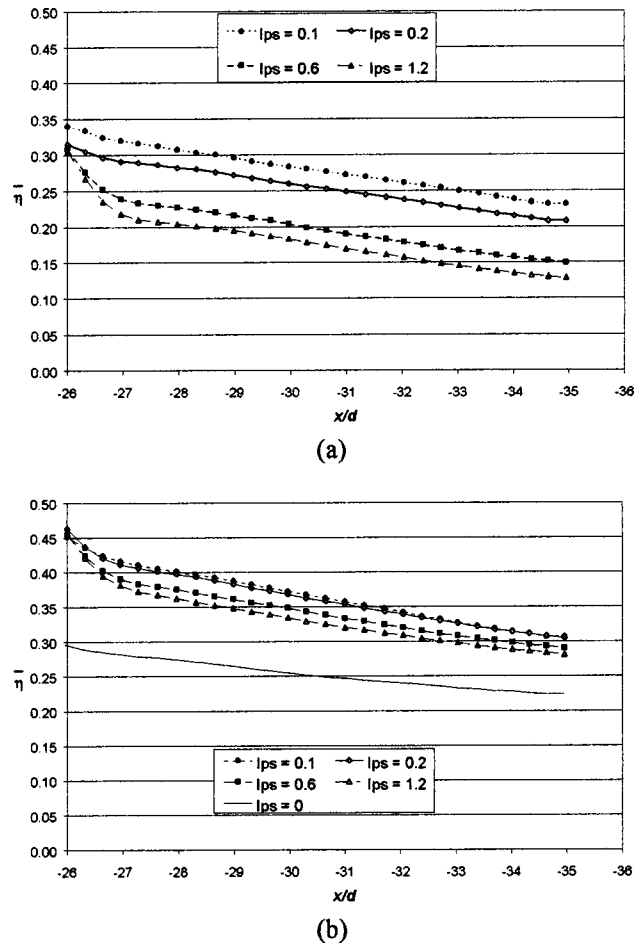 0.50
0.45
0.40
0.35
0.30
0.25
0.20
0.15
0.10
0.05
0.00
η̅
Ips = 0.1 Ips = 0.2
Ips = 0.6 Ips = 1.2
-26 -27 -28 -29 -30 -31 -32 -33 -34 -35 -36
x/d
(a)
0.50
0.45
0.40
0.35
0.30
0.25
0.20
0.15
0.10
0.05
0.00
η̅
Ips = 0.1 Ips = 0.2
Ips = 0.6 Ips = 1.2
Ips = 0
-26 -27 -28 -29 -30 -31 -32 -33 -34 -35 -36
x/d
(b)